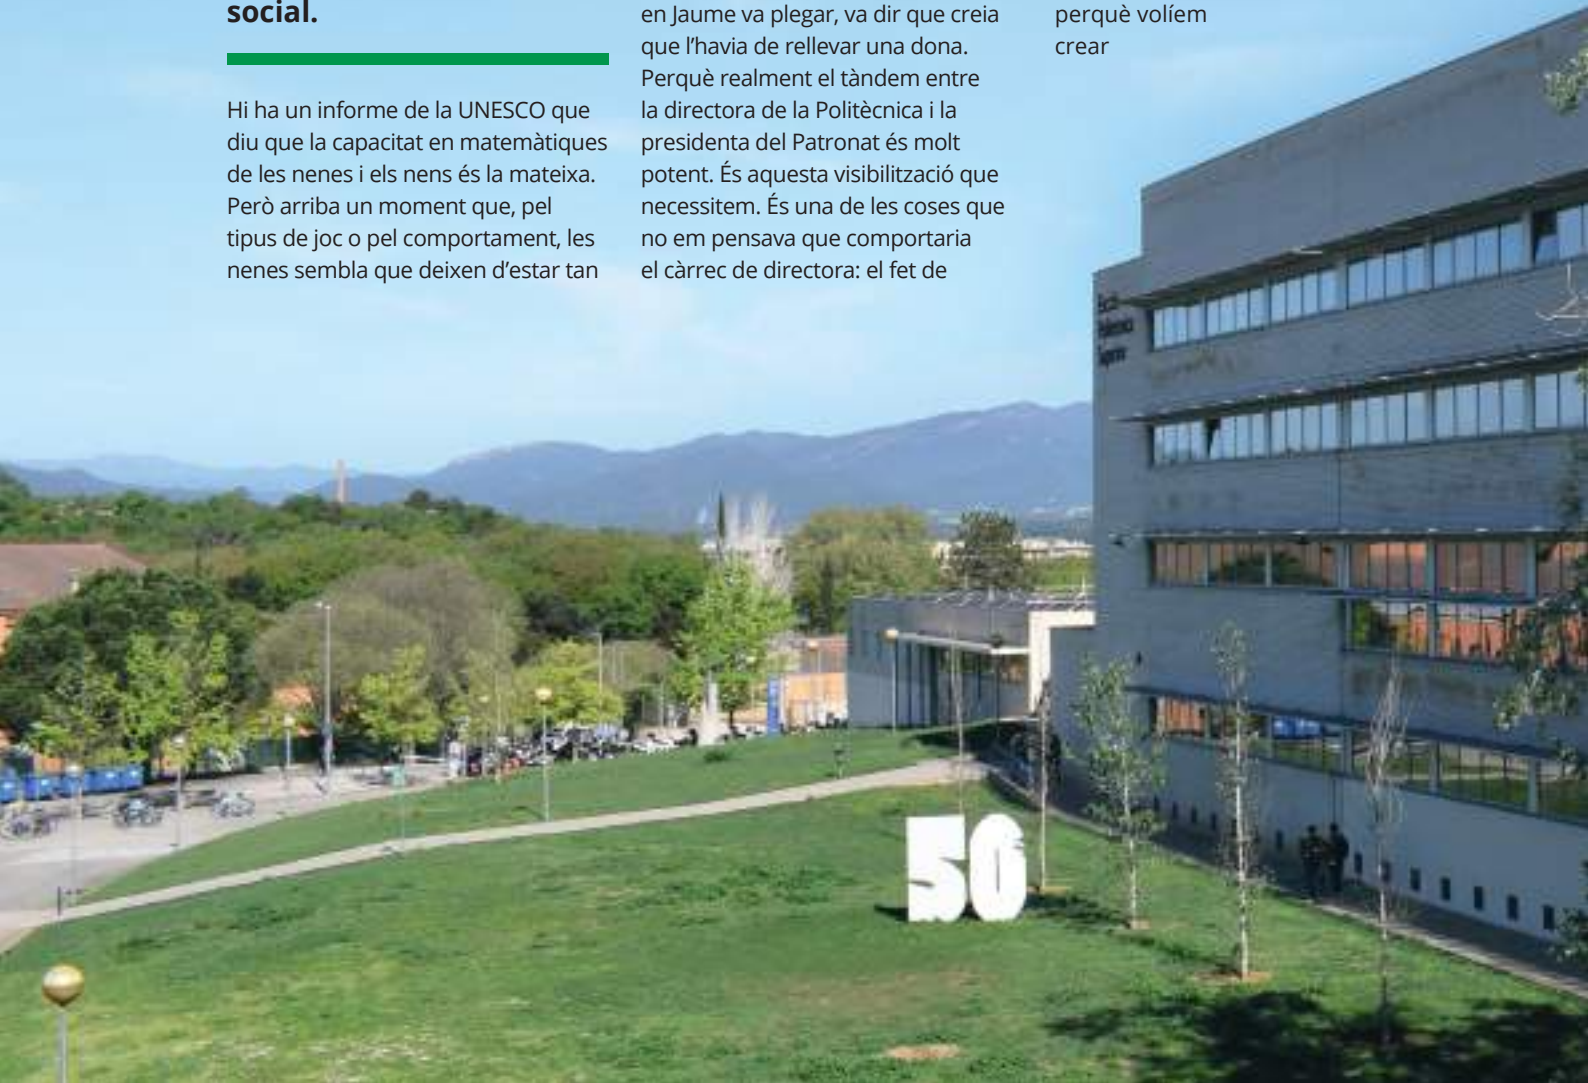 social.
Hi ha un informe de la UNESCO que
diu que la capacitat en matemàtiques
de les nenes i els nens és la mateixa.
Però arriba un moment que, pel
tipus de joc o pel comportament, les
nenes sembla que deixen d’estar tan
en Jaume va plegar, va dir que creia
que l’havia de rellevar una dona.
Perquè realment el tàndem entre
la directora de la Politècnica i la
presidenta del Patronat és molt
potent. És aquesta visibilització que
necessitem. És una de les coses que
no em pensava que comportaria
el càrrec de directora: el fet de
perquè volíem
crear
50